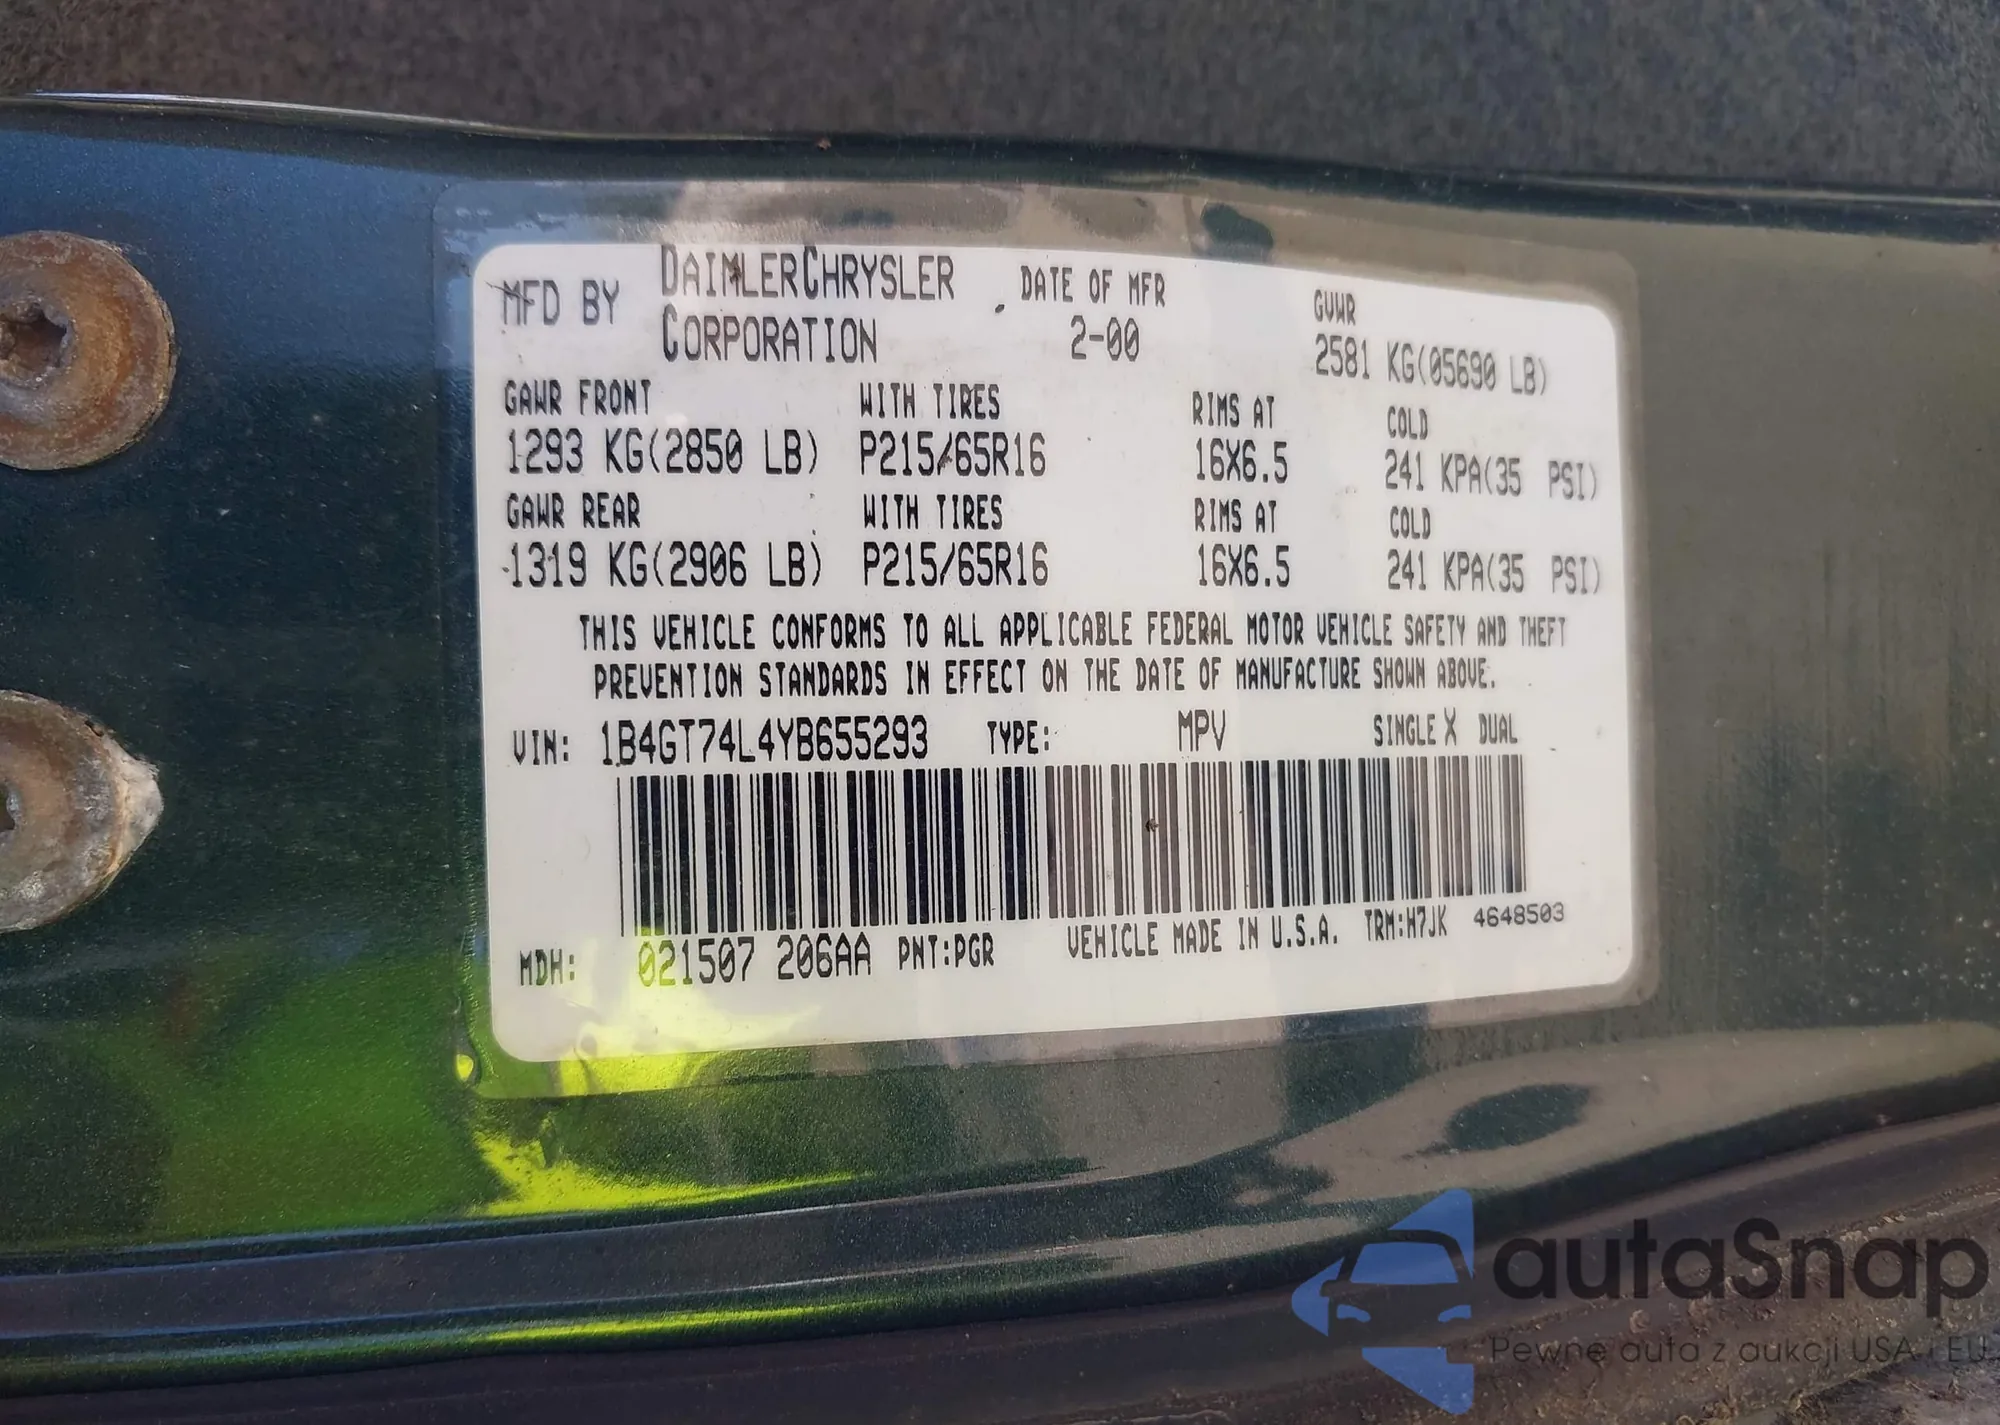 MFD BY DAIMLERCHRYSLER CORPORATION DATE OF MFR 2-00 GVWR 2581 KG(05690 LB)
GAWR FRONT WITH TIRES RIMS AT COLD
1293 KG(2850 LB) P215/65R16 16X6.5 241 KPA(35 PSI)
GAWR REAR WITH TIRES RIMS AT COLD
1319 KG(2906 LB) P215/65R16 16X6.5 241 KPA(35 PSI)
THIS VEHICLE CONFORMS TO ALL APPLICABLE FEDERAL MOTOR VEHICLE SAFETY AND THEFT
PREVENTION STANDARDS IN EFFECT ON THE DATE OF MANUFACTURE SHOWN ABOVE.
VIN: 1B4GT74L4YB655293 TYPE: MPV SINGLE X DUAL
MDH: 021507 206AA PNT:PGR VEHICLE MADE IN U.S.A. TRM:H7JK 4648503
autaSnap
Pewne auta z aukcji USA i EU